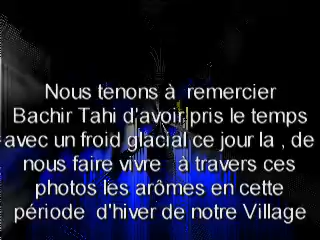 Nous tenons à remercier
Bachir Tahi d'avoir pris le temps
avec un froid glacial ce jour la , de
nous faire vivre à travers ces
photos les arômes en cette
période d'hiver de notre Village